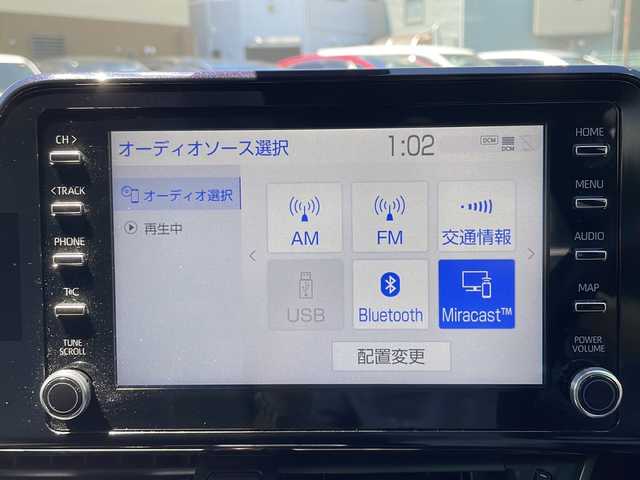 オーディオソース選択
1:02
DCM
DCM
CH >
<TRACK
PHONE
T C
TUNE
SCROLL
オーディオ選択
再生中
AM
FM
交通情報
USB
Bluetooth
Miracast™
配置変更
HOME
MENU
AUDIO
MAP
POWER
VOLUME